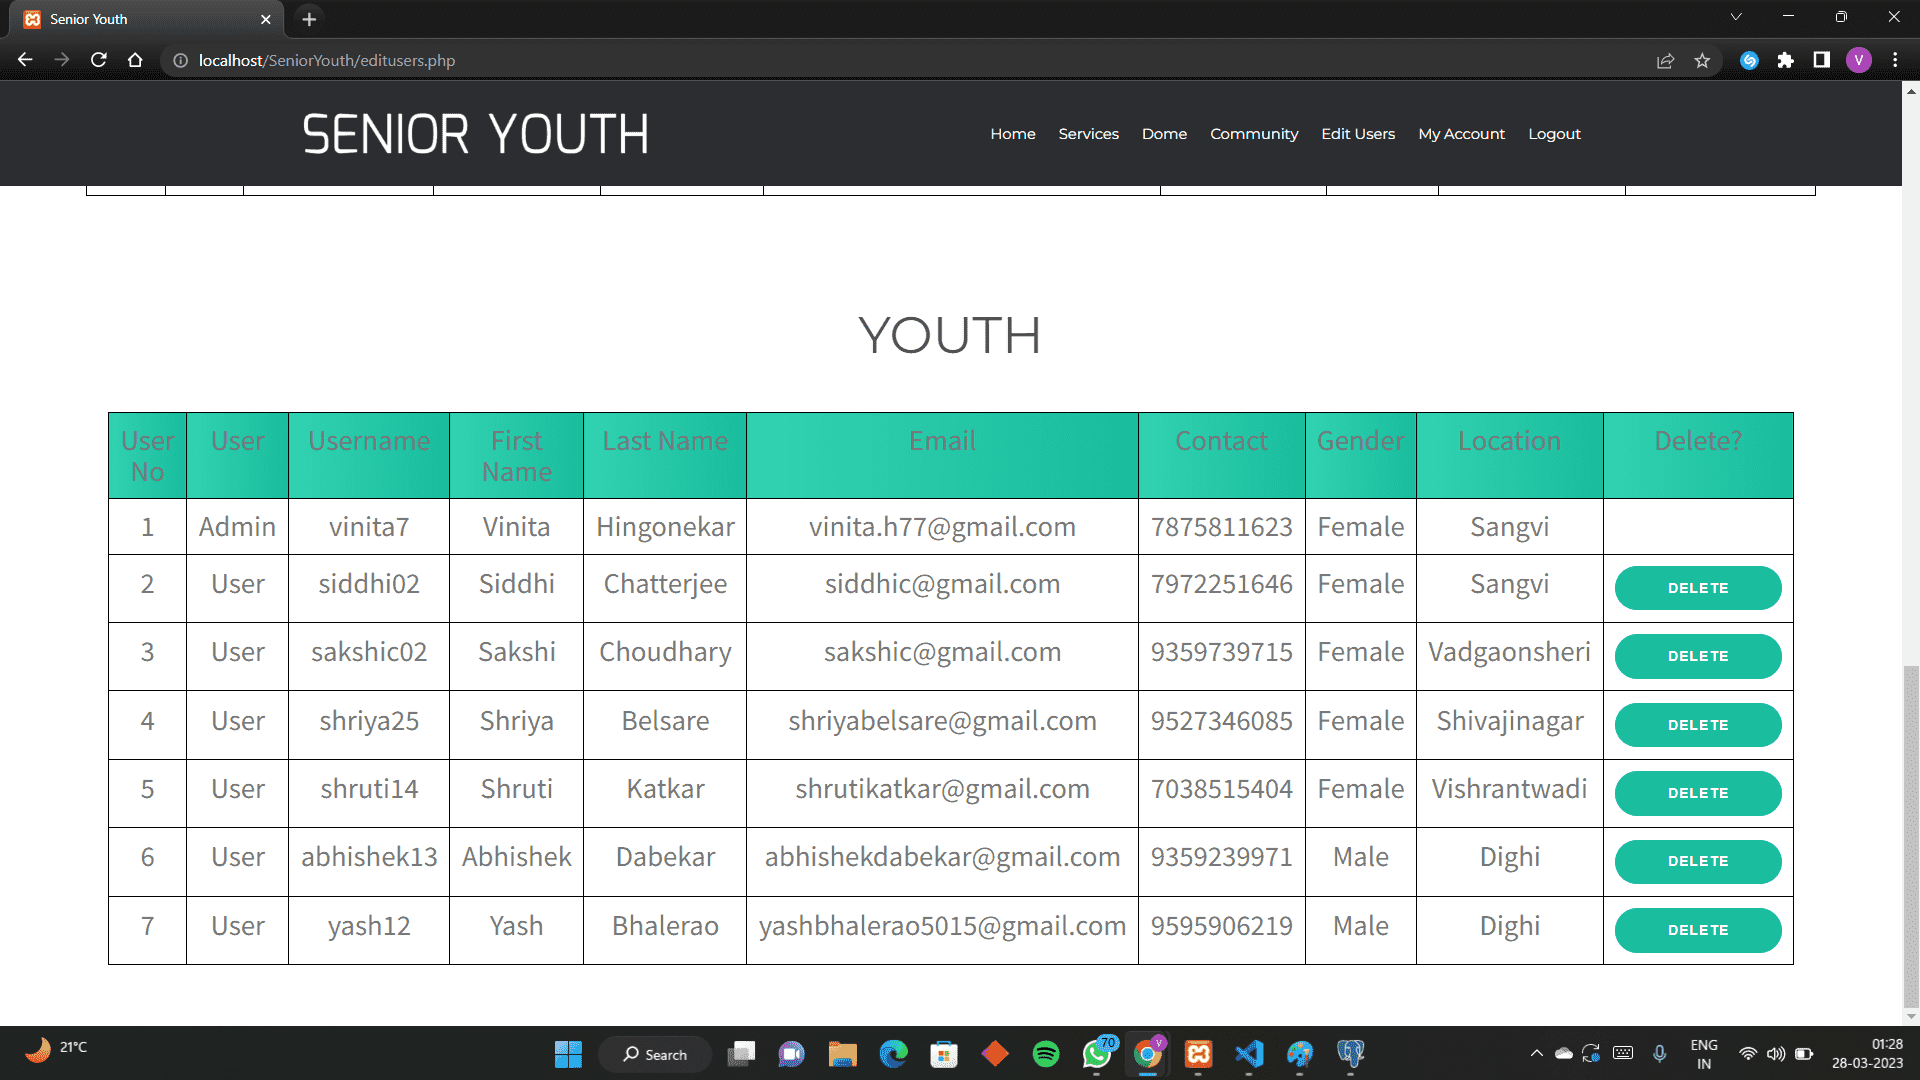 Senior Youth
localhost/SeniorYouth/editusers.php
V
SENIOR YOUTH
Home Services Dome Community Edit Users My Account Logout
YOUTH
User No User Username First Name Last Name Email Contact Gender Location Delete?
1 Admin vinita7 Vinita Hingonekar vinita.h77@gmail.com 7875811623 Female Sangvi
2 User siddhi02 Siddhi Chatterjee siddhic@gmail.com 7972251646 Female Sangvi DELETE
3 User sakshic02 Sakshi Choudhary sakshic@gmail.com 9359739715 Female Vadgaonsheri DELETE
4 User shriya25 Shriya Belsare shriyabelsare@gmail.com 9527346085 Female Shivajinagar DELETE
5 User shruti14 Shruti Katkar shrutikatkar@gmail.com 7038515404 Female Vishrantwadi DELETE
6 User abhishek13 Abhishek Dabekar abhishekdabekar@gmail.com 9359239971 Male Dighi DELETE
7 User yash12 Yash Bhalerao yashbhalerao5015@gmail.com 9595906219 Male Dighi DELETE
21°C
Search
70
V
ENG
IN
01:28
28-03-2023